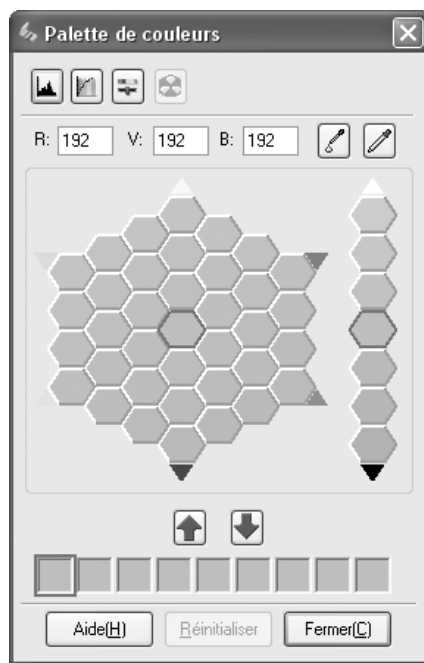 Palette de couleurs
R: 192 V: 192 B: 192
Aide(H) Réinitialiser Fermer(C)